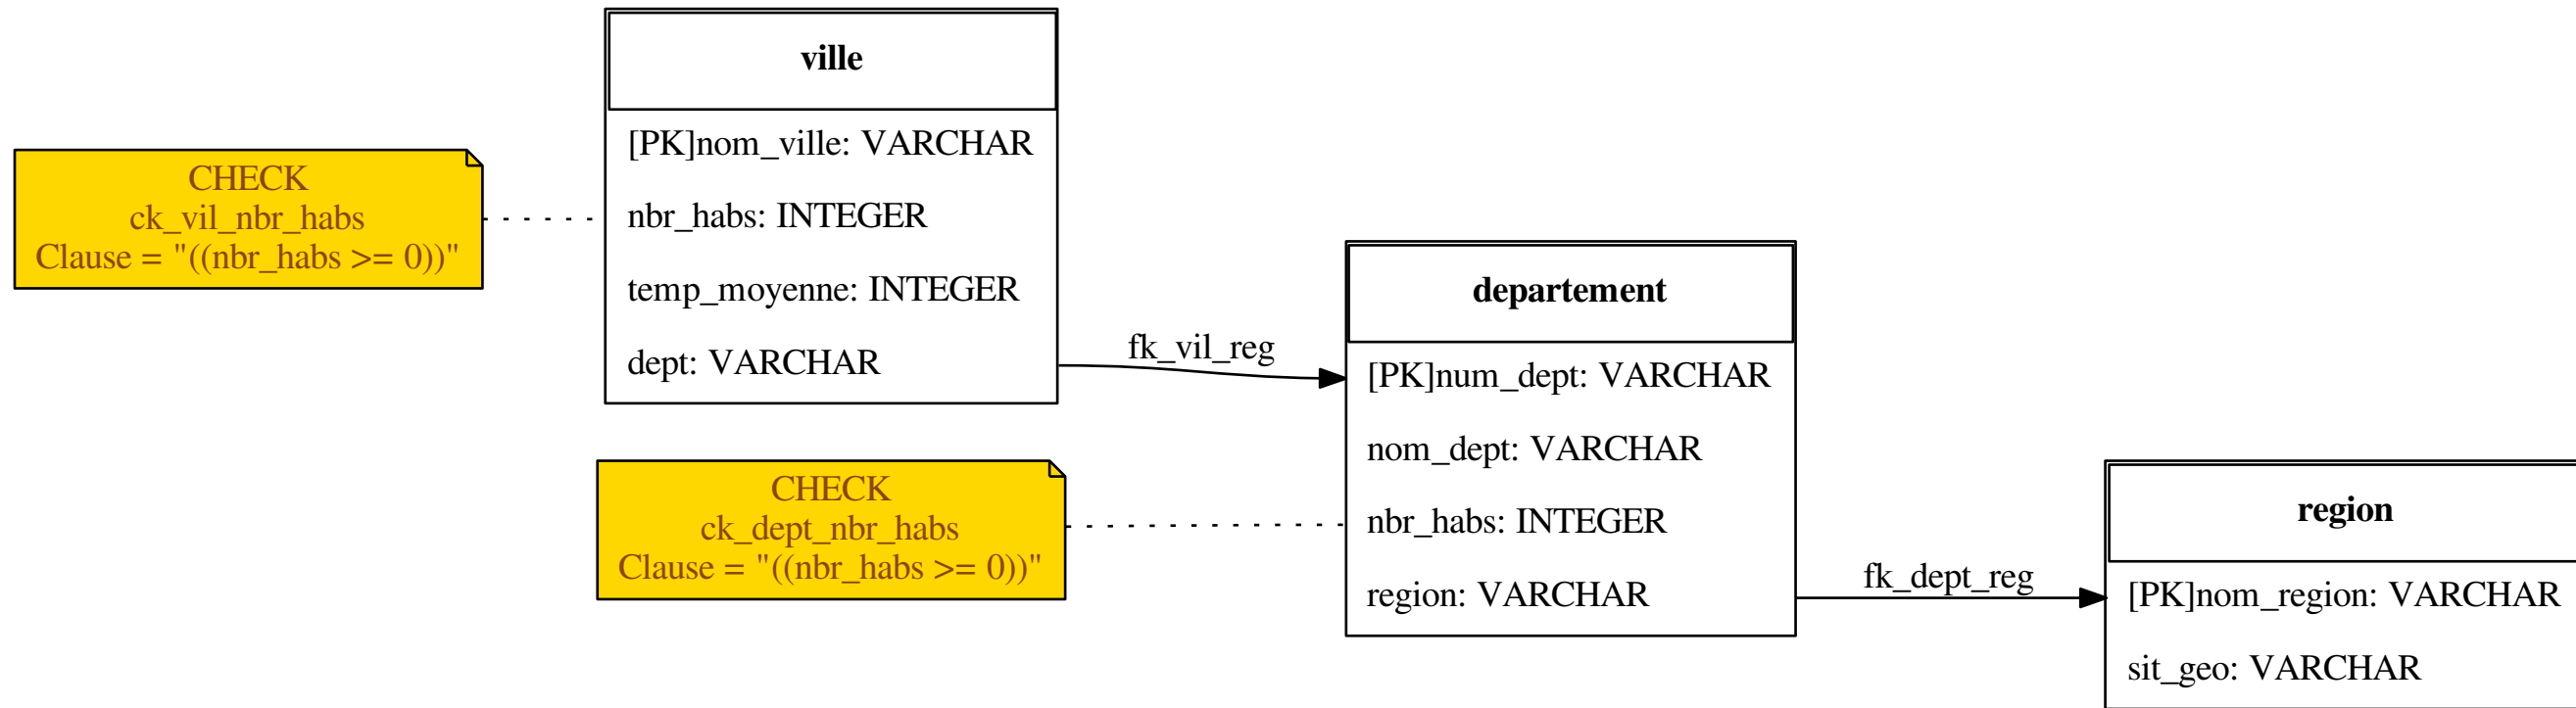 ville
[PK]nom_ville: VARCHAR
nbr_habs: INTEGER
temp_moyenne: INTEGER
dept: VARCHAR
CHECK
ck_vil_nbr_habs
Clause = "((nbr_habs >= 0))"
fk_vil_reg
departement
[PK]num_dept: VARCHAR
nom_dept: VARCHAR
nbr_habs: INTEGER
region: VARCHAR
CHECK
ck_dept_nbr_habs
Clause = "((nbr_habs >= 0))"
fk_dept_reg
region
[PK]nom_region: VARCHAR
sit_geo: VARCHAR